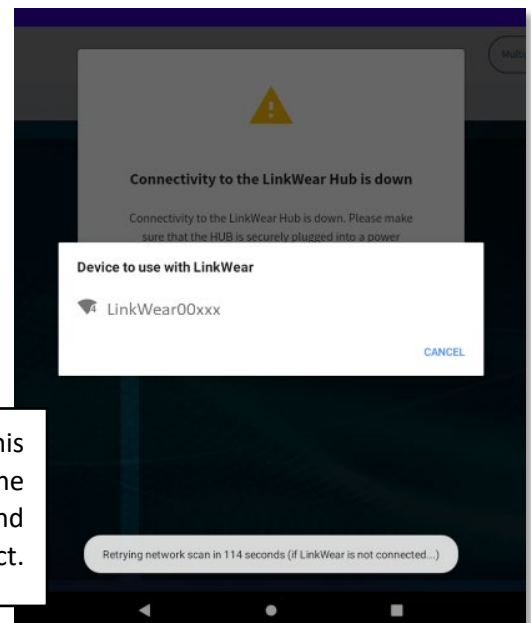 Multi
Connectivity to the LinkWear Hub is down
Connectivity to the LinkWear Hub is down. Please make
sure that the HUB is securely plugged into a power
Device to use with LinkWear
LinkWear00xxx
CANCEL
his
ne
nd
ct.
Retrying network scan in 114 seconds (if LinkWear is not connected...)